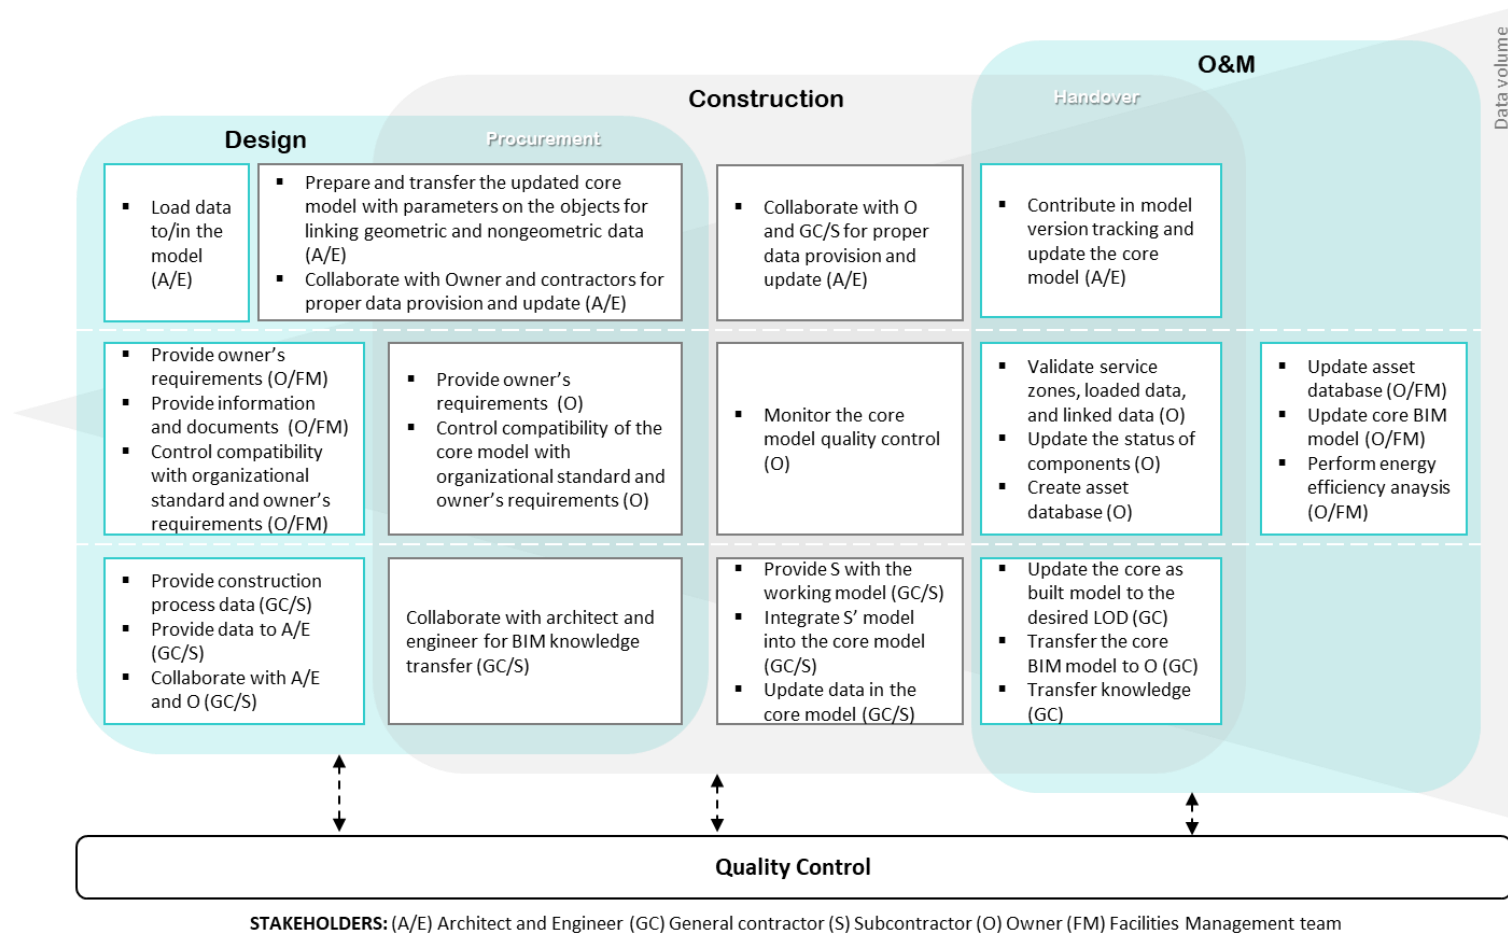 Data volume
O&M
Construction
Handover
Design
Procurement
▪ Load data
to/in the
model
(A/E)
▪ Prepare and transfer the updated core
model with parameters on the objects for
linking geometric and nongeometric data
(A/E)
▪ Collaborate with Owner and contractors for
proper data provision and update (A/E)
▪ Collaborate with O
and GC/S for proper
data provision and
update (A/E)
▪ Contribute in model
version tracking and
update the core
model (A/E)
▪ Provide owner’s
requirements (O/FM)
▪ Provide information
and documents (O/FM)
▪ Control compatibility
with organizational
standard and owner’s
requirements (O/FM)
▪ Provide owner’s
requirements (O)
▪ Control compatibility of the
core model with
organizational standard and
owner’s requirements (O)
▪ Monitor the core
model quality control
(O)
▪ Validate service
zones, loaded data,
and linked data (O)
▪ Update the status of
components (O)
▪ Create asset
database (O)
▪ Update asset
database (O/FM)
▪ Update core BIM
model (O/FM)
▪ Perform energy
efficiency anaysis
(O/FM)
▪ Provide construction
process data (GC/S)
▪ Provide data to A/E
(GC/S)
▪ Collaborate with A/E
and O (GC/S)
Collaborate with architect and
engineer for BIM knowledge
transfer (GC/S)
▪ Provide S with the
working model (GC/S)
▪ Integrate S’ model
into the core model
(GC/S)
▪ Update data in the
core model (GC/S)
▪ Update the core as
built model to the
desired LOD (GC)
▪ Transfer the core
BIM model to O (GC)
▪ Transfer knowledge
(GC)
Quality Control
STAKEHOLDERS: (A/E) Architect and Engineer (GC) General contractor (S) Subcontractor (O) Owner (FM) Facilities Management team